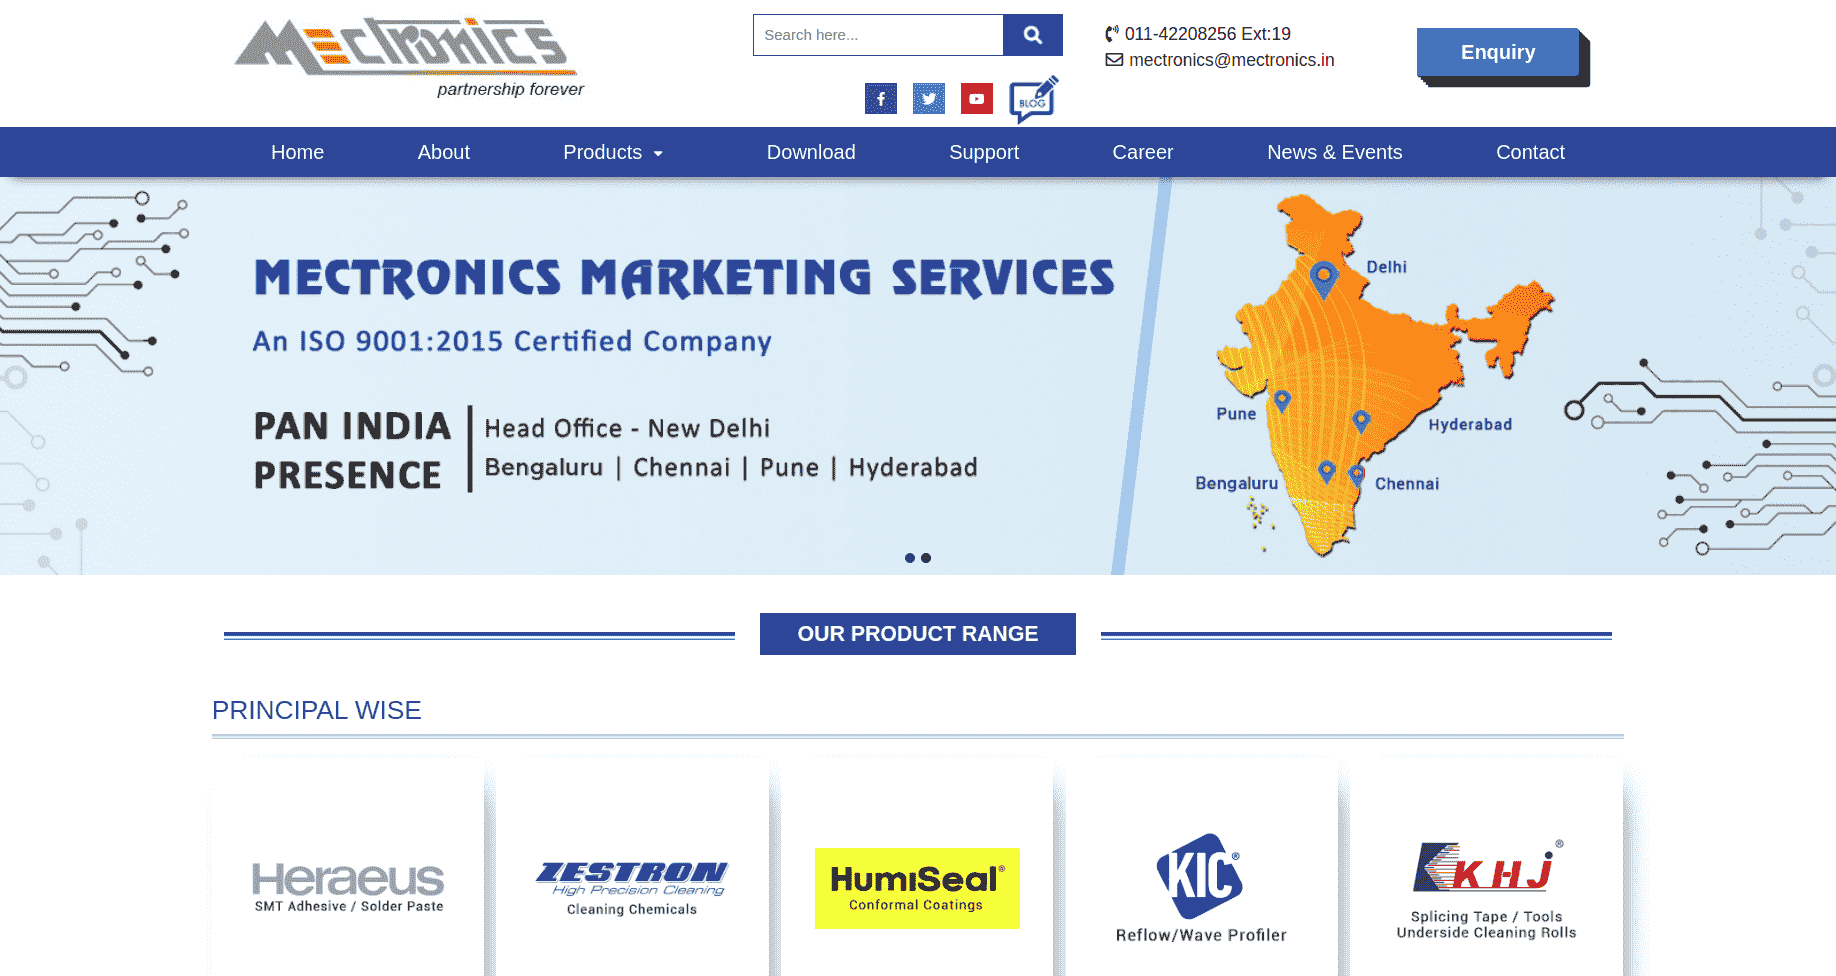 MECTRONICS
partnership forever
Search here...
BLOG
011-42208256 Ext:19
mectronics@mectronics.in
Enquiry
Home About Products Download Support Career News & Events Contact
MECTRONICS MARKETING SERVICES
An ISO 9001:2015 Certified Company
PAN INDIA
PRESENCE
Head Office - New Delhi
Bengaluru | Chennai | Pune | Hyderabad
Delhi
Pune
Hyderabad
Bengaluru
Chennai
OUR PRODUCT RANGE
PRINCIPAL WISE
Heraeus
SMT Adhesive / Solder Paste
ZESTRON
High Precision Cleaning
Cleaning Chemicals
HumiSeal®
Conformal Coatings
KIC®
Reflow/Wave Profiler
KHJ®
Splicing Tape / Tools
Underside Cleaning Rolls